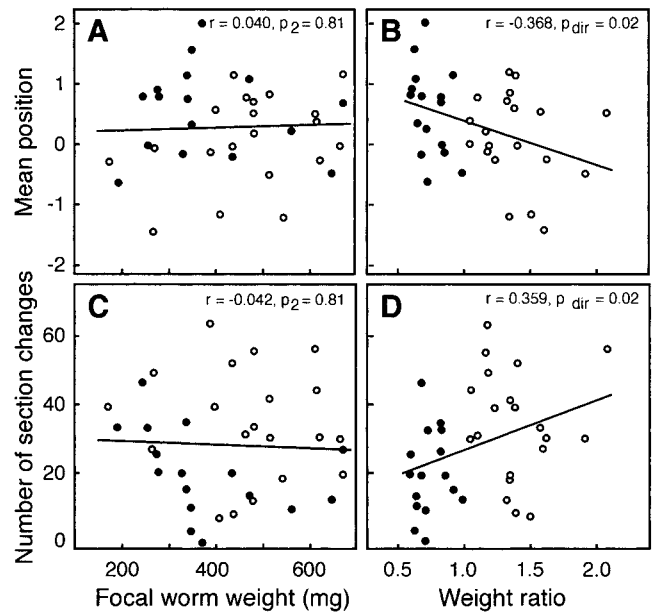 A
r = 0.040, p2 = 0.81
B
r = -0.368, p dir = 0.02
Mean position
2
1
0
-1
-2
C
r = -0.042, p2 = 0.81
D
r = 0.359, p dir = 0.02
Number of section changes
60
40
20
0
200 400 600
0.5 1.0 1.5 2.0
Focal worm weight (mg)
Weight ratio